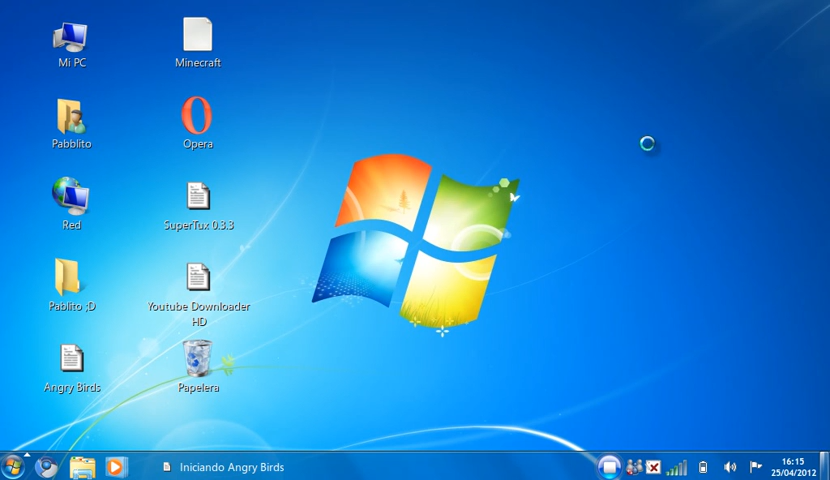 Mi PC
Minecraft
Pabblito
Opera
Red
SuperTux 0.3.3
Pablito ;D
Youtube Downloader
HD
Angry Birds
Papelera
Iniciando Angry Birds
16:15
25/04/2012